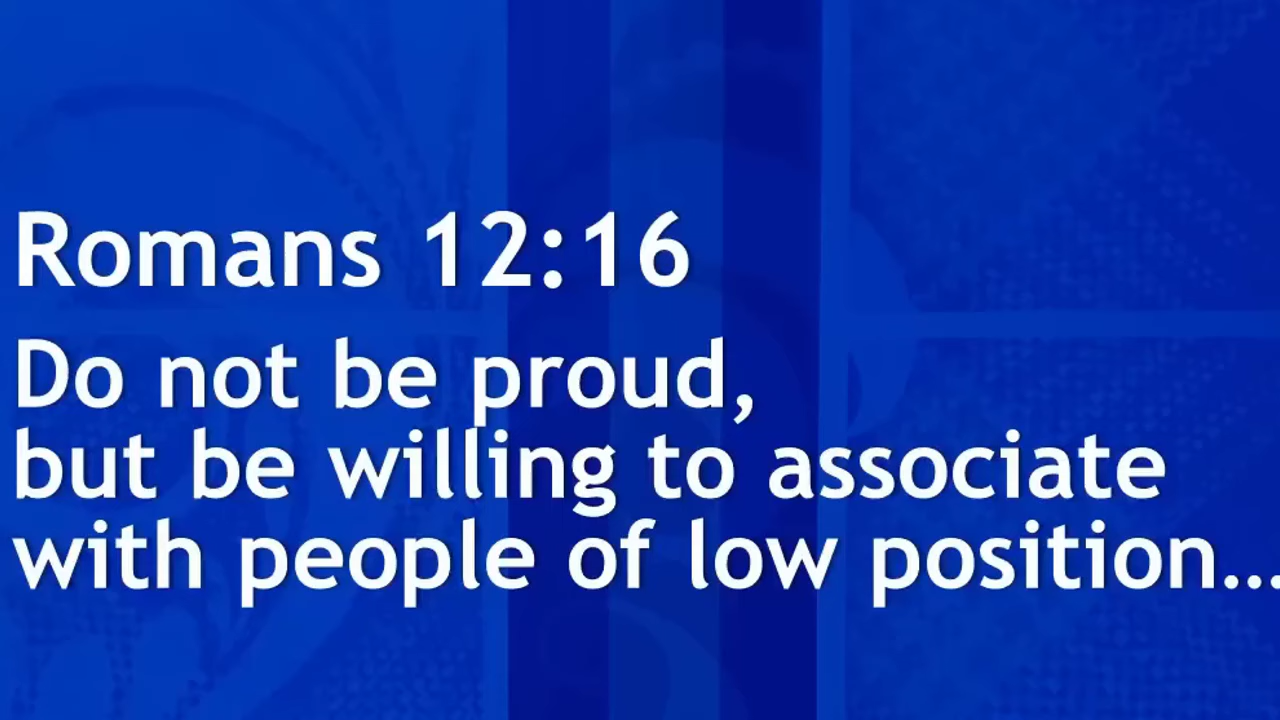 Romans 12:16
Do not be proud,
but be willing to associate
with people of low position...